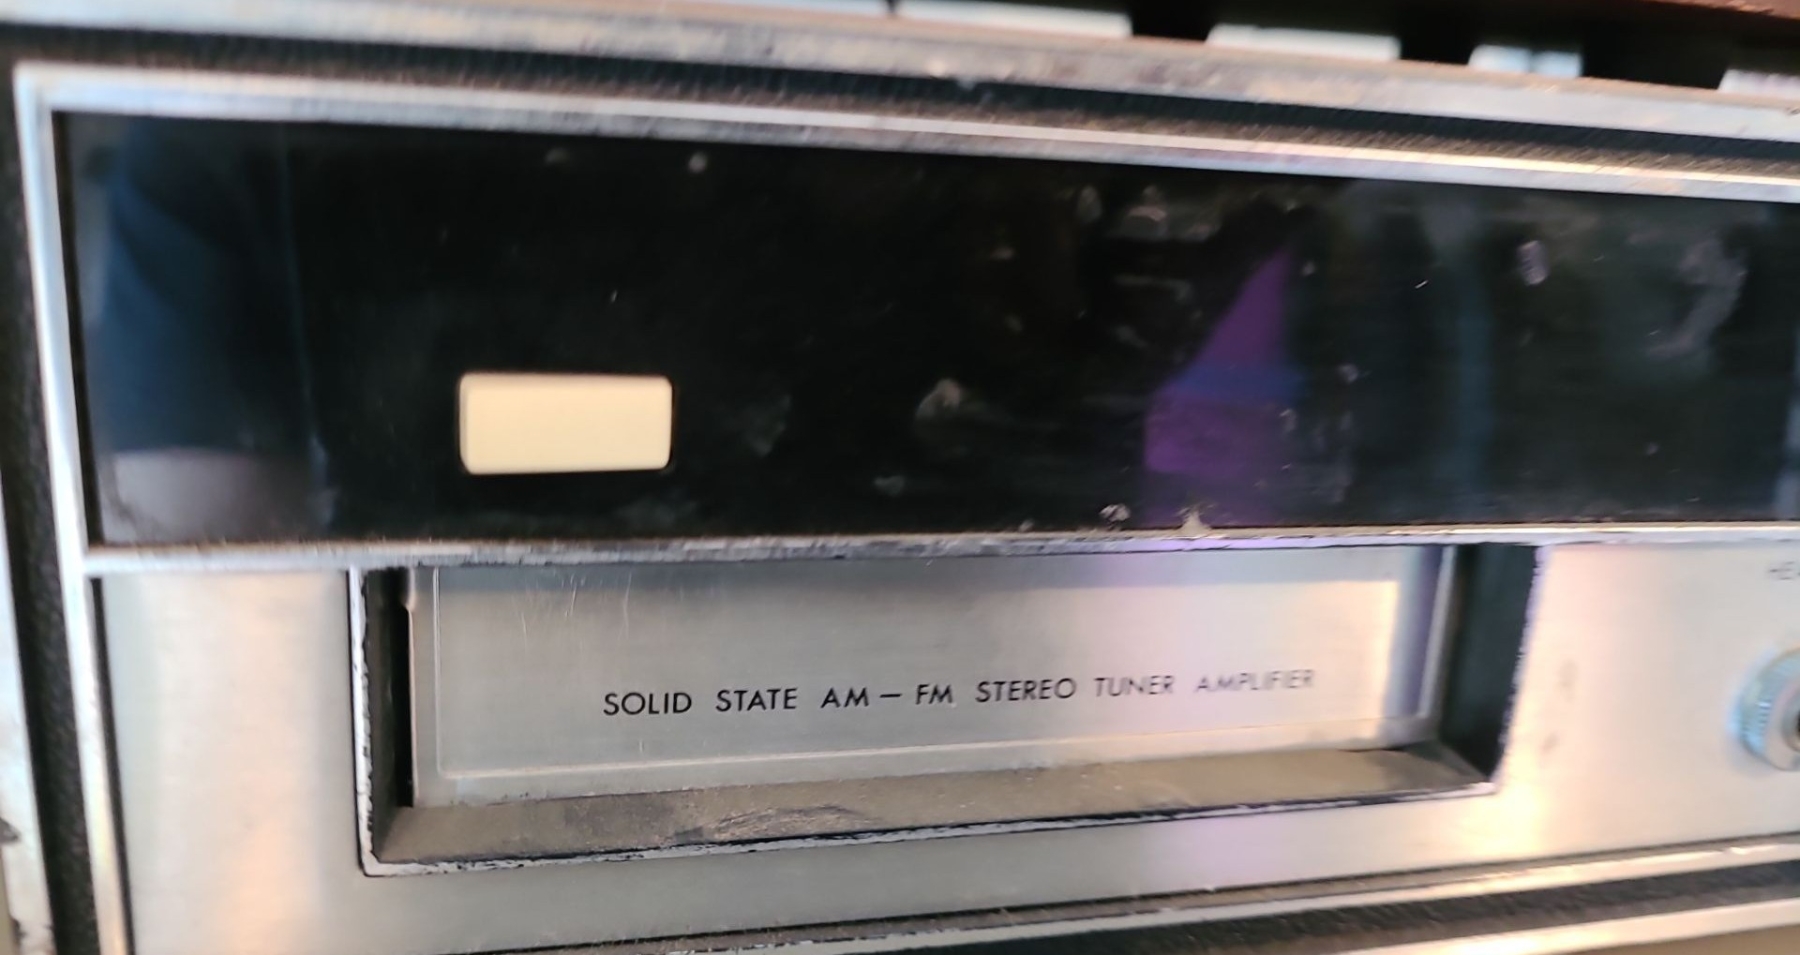 SOLID STATE AM – FM STEREO TUNER AMPLIFIER